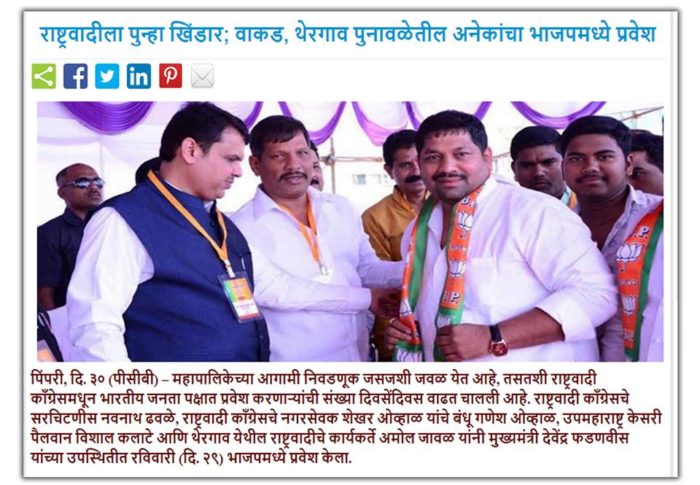 राष्ट्रवादीला पुन्हा खिंडार; वाकड, थेरगाव पुनावळेतील अनेकांचा भाजपमध्ये प्रवेश
पिंपरी, दि. ३० (पीसीबी) – महापालिकेच्या आगामी निवडणूक जसजशी जवळ येत आहे, तसतशी राष्ट्रवादी
काँग्रेसमधून भारतीय जनता पक्षात प्रवेश करणाऱ्यांची संख्या दिवसेंदिवस वाढत चालली आहे. राष्ट्रवादी काँग्रेसचे
सरचिटणीस नवनाथ ढवळे, राष्ट्रवादी काँग्रेसचे नगरसेवक शेखर ओव्हाळ यांचे बंधू गणेश ओव्हाळ, उपमहाराष्ट्र केसरी
पैलवान विशाल कलाटे आणि थेरगाव येथील राष्ट्रवादीचे कार्यकर्ते अमोल जावळ यांनी मुख्यमंत्री देवेंद्र फडणवीस
यांच्या उपस्थितीत रविवारी (दि. २९) भाजपमध्ये प्रवेश केला.